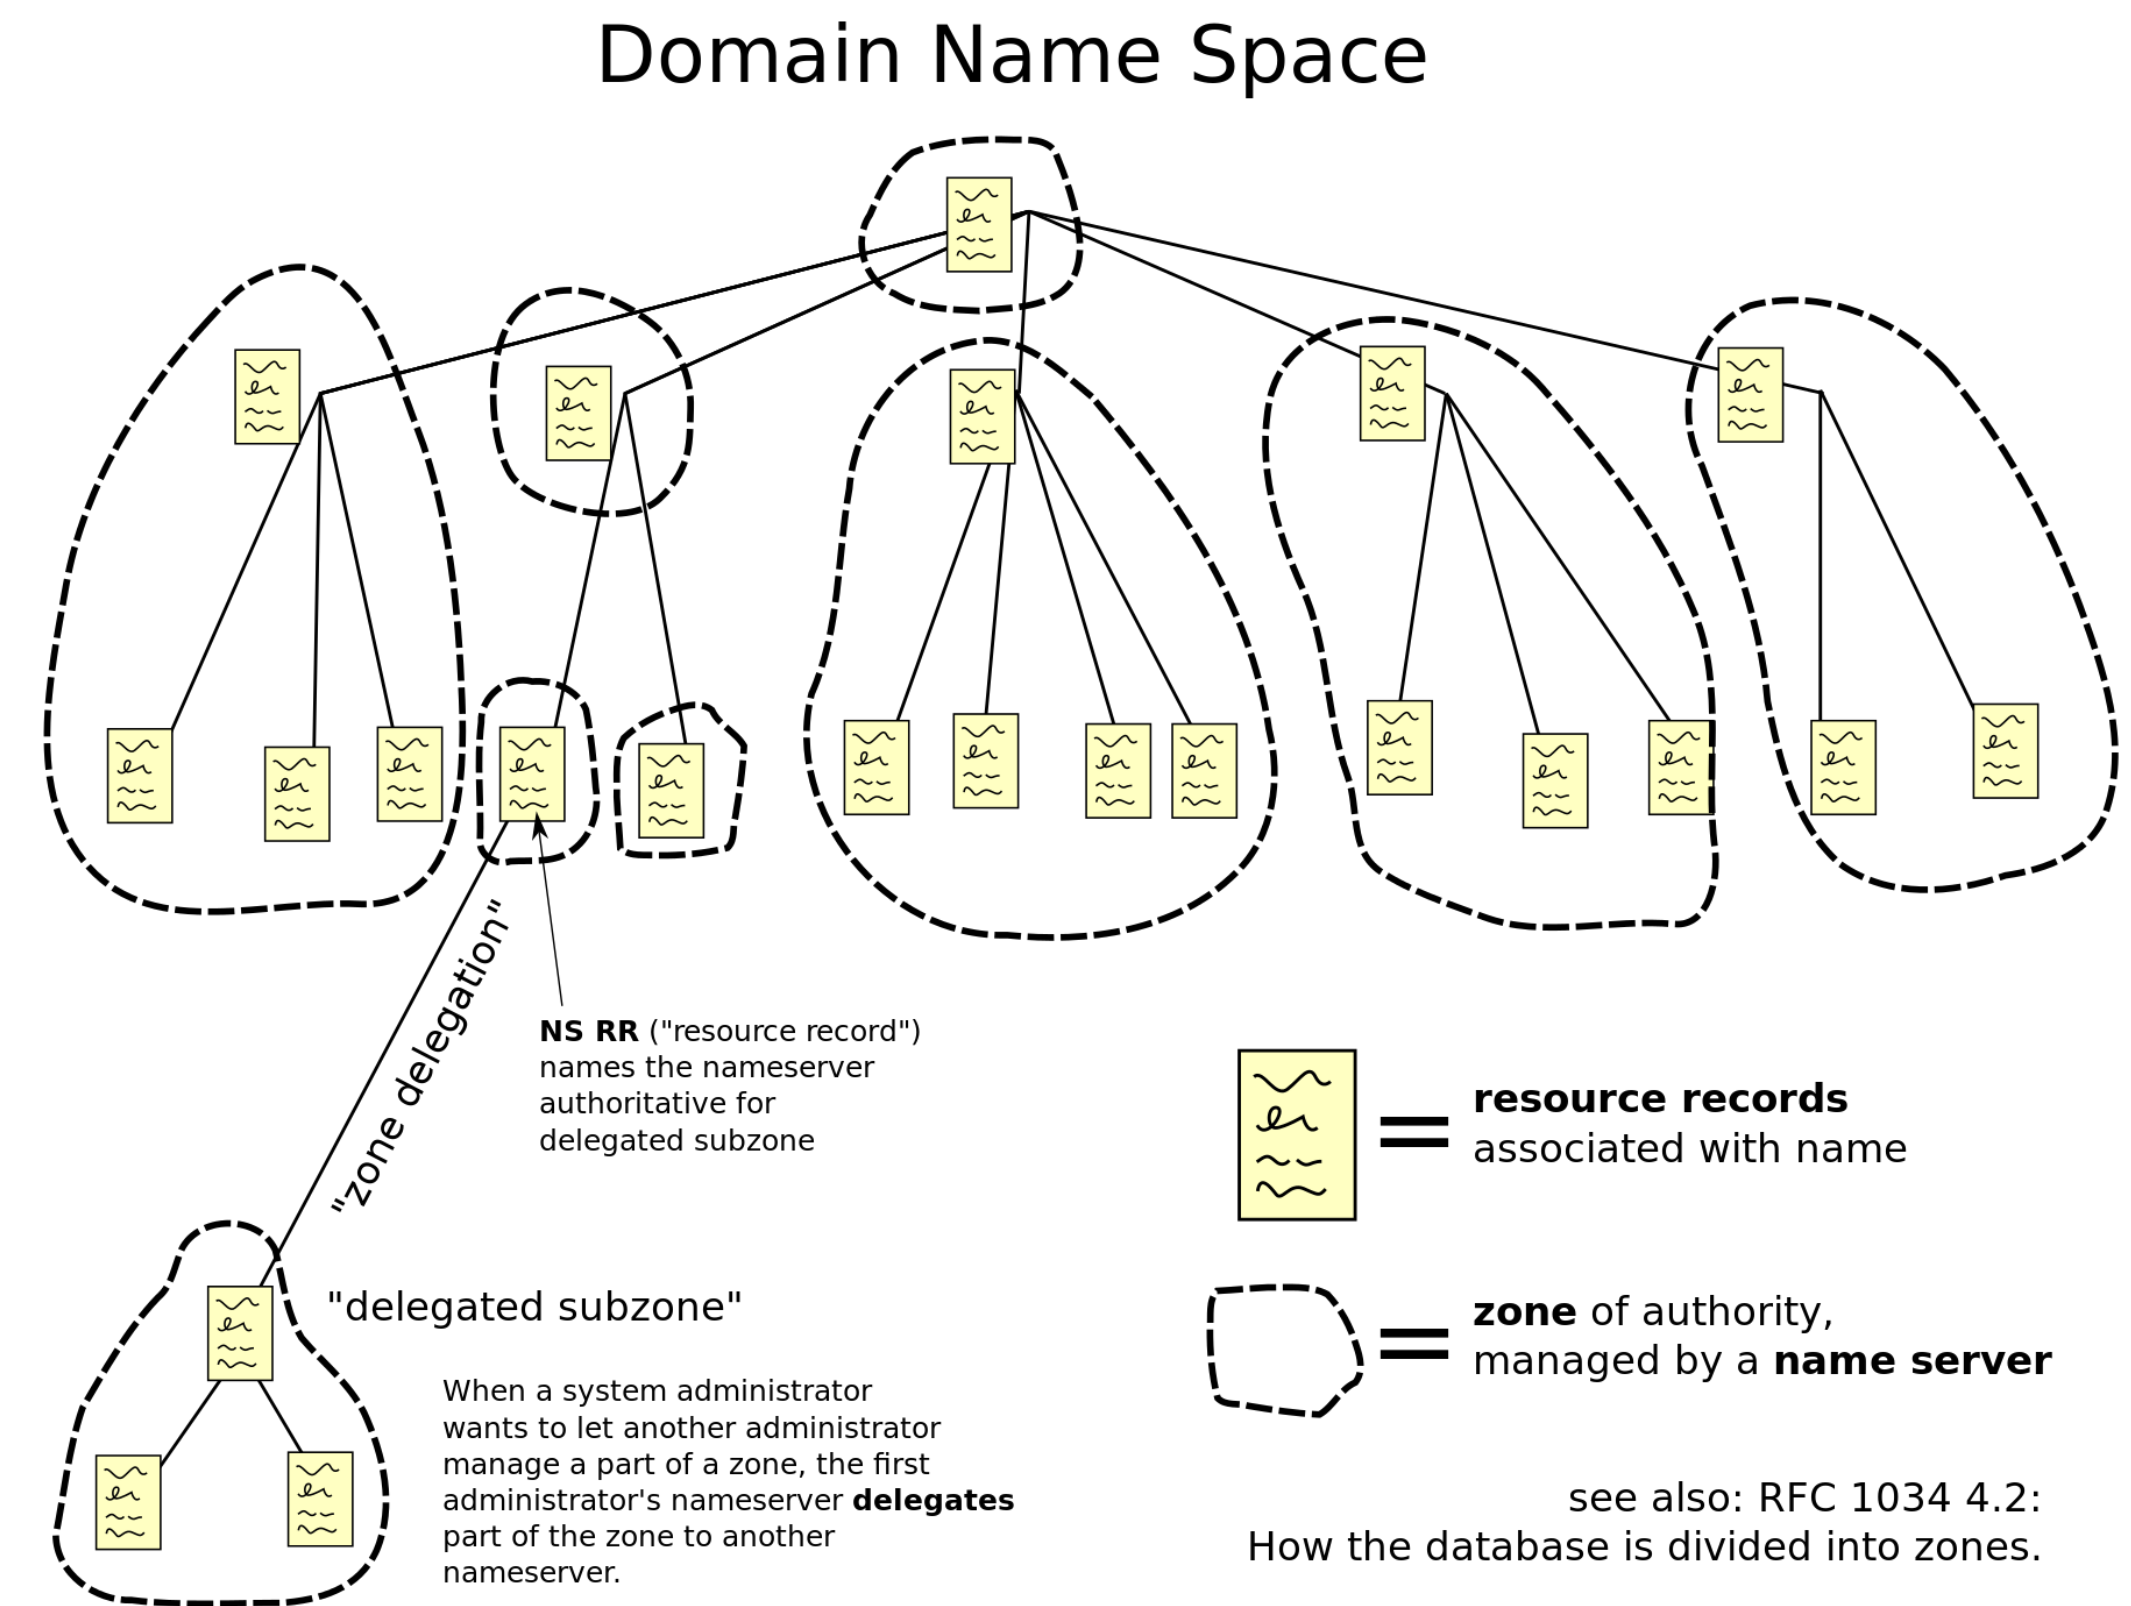 Domain Name Space
"zone delegation"
NS RR ("resource record")
names the nameserver
authoritative for
delegated subzone
resource records
associated with name
"delegated subzone"
zone of authority,
managed by a name server
When a system administrator
wants to let another administrator
manage a part of a zone, the first
administrator's nameserver delegates
part of the zone to another
nameserver.
see also: RFC 1034 4.2:
How the database is divided into zones.